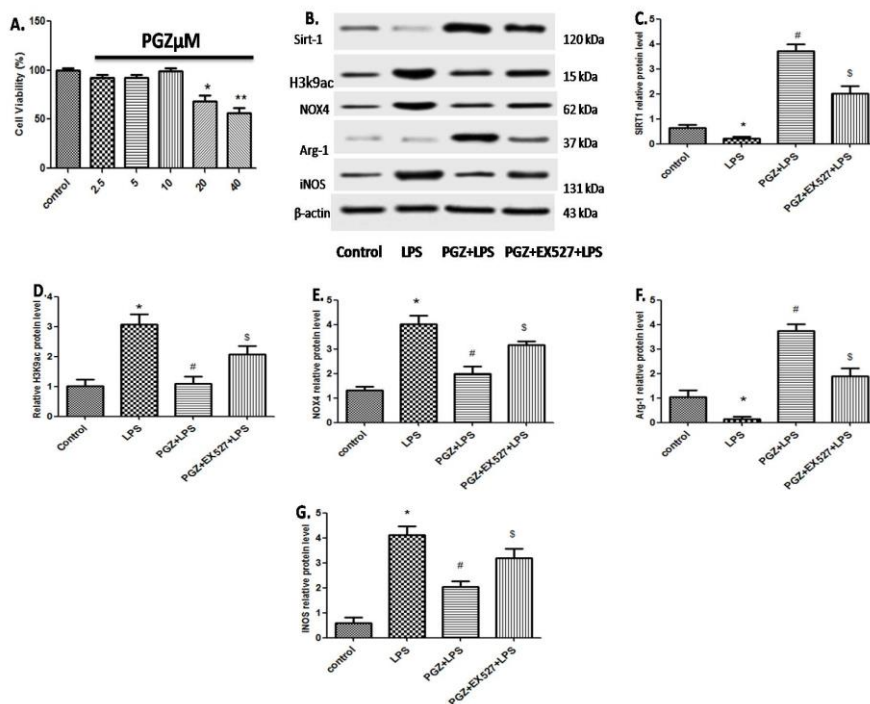 A.
PGZµM
Cell Viability (%)
150
100
50
0
*
**
control
2.5
5
10
20
40
B.
Sirt-1
120 kDa
H3k9ac
15 kDa
NOX4
62 kDa
Arg-1
37 kDa
iNOS
131 kDa
β-actin
43 kDa
Control LPS PGZ+LPS PGZ+EX527+LPS
C.
SIRT1 relative protein level
5
4
3
2
1
0
*
#
$
control
LPS
PGZ+LPS
PGZ+EX527+LPS
D.
Relative H3K9ac protein level
4
3
2
1
0
*
#
$
Control
LPS
PGZ+LPS
PGZ+EX527+LPS
E.
NOX4 relative protein level
5
4
3
2
1
0
*
#
$
control
LPS
PGZ+LPS
PGZ+EX527+LPS
F.
Arg-1 relative protein level
5
4
3
2
1
0
*
#
$
Control
LPS
PGZ+LPS
PGZ+EX527+LPS
G.
INOS relative protein level
5
4
3
2
1
0
*
#
$
control
LPS
PGZ+LPS
PGZ+EX527+LPS